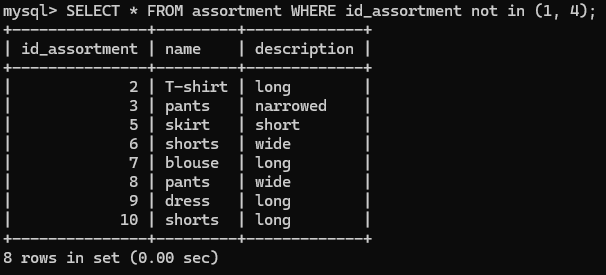 mysql> SELECT * FROM assortment WHERE id_assortment not in (1, 4);
+--------------+---------+-------------+
| id_assortment | name | description |
+--------------+---------+-------------+
| 2 | T-shirt | long |
| 3 | pants | narrowed |
| 5 | skirt | short |
| 6 | shorts | wide |
| 7 | blouse | long |
| 8 | pants | wide |
| 9 | dress | long |
| 10 | shorts | long |
+--------------+---------+-------------+
8 rows in set (0.00 sec)